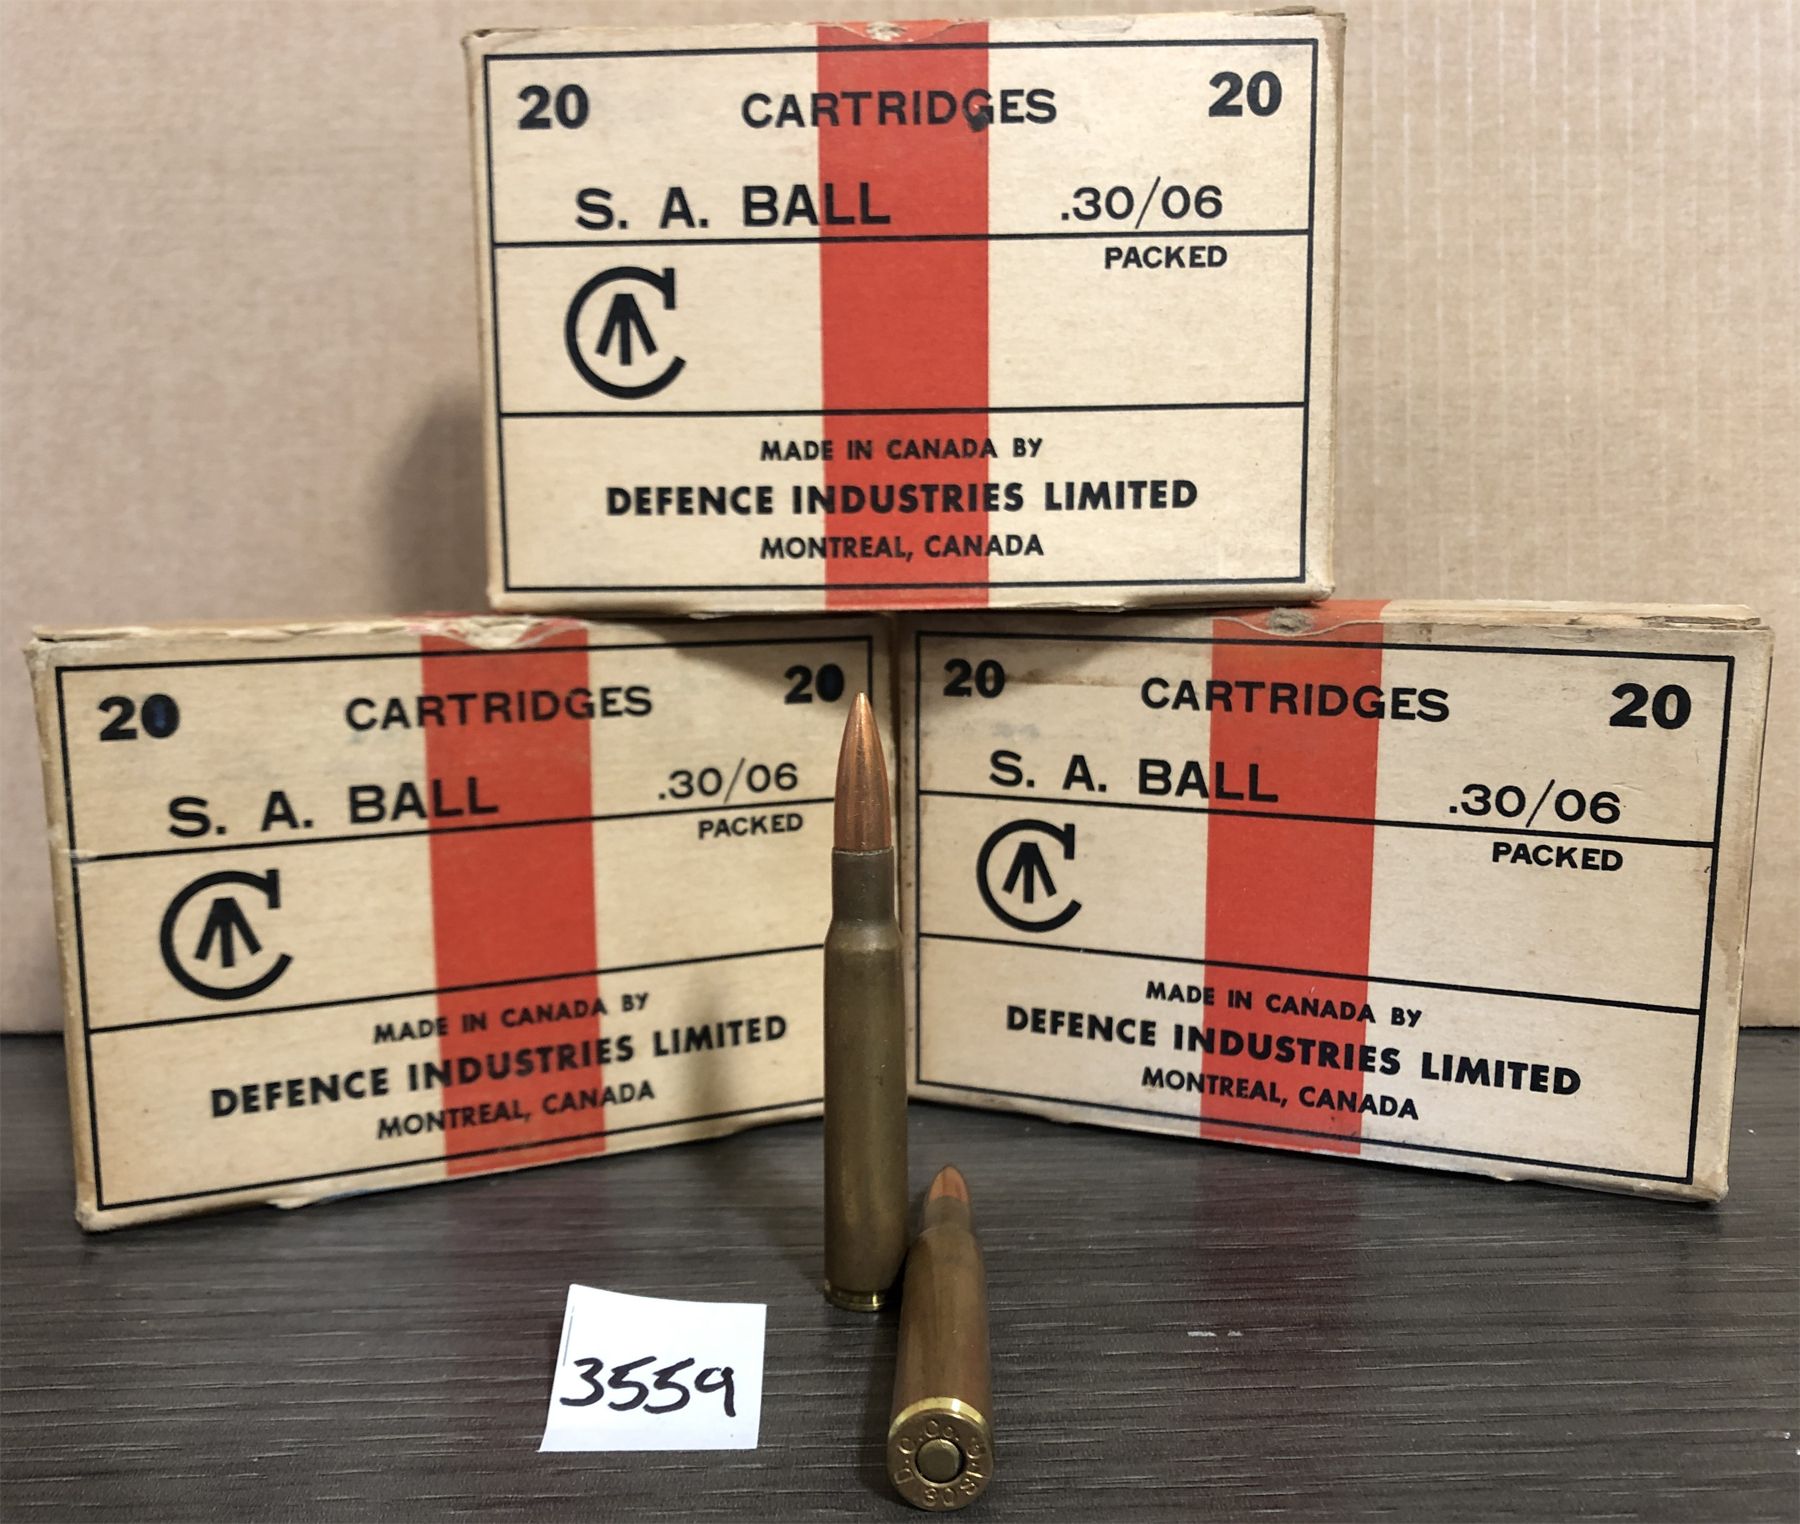 20 CARTRIDGES 20
S. A. BALL .30/06
PACKED
C
MADE IN CANADA BY
DEFENCE INDUSTRIES LIMITED
MONTREAL, CANADA
20 CARTRIDGES 20
S. A. BALL .30/06
PACKED
C
MADE IN CANADA BY
DEFENCE INDUSTRIES LIMITED
MONTREAL, CANADA
20 CARTRIDGES 20
S. A. BALL .30/06
PACKED
C
MADE IN CANADA BY
DEFENCE INDUSTRIES LIMITED
MONTREAL, CANADA
3559
D.C.Co.